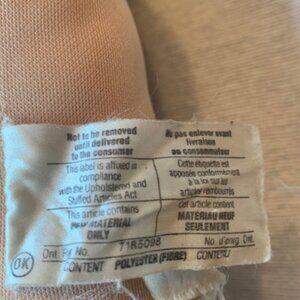 Not to be removed
until delivered
to the consumer
Ne pas enlever avant
livraison
au consommateur
This label is affixed in
compliance
with the Upholstered and
Stuffed Articles Act
Cette étiquette est
apposée conformément
à la loi sur les
articles rembourrés
This article contains
NEW MATERIAL
ONLY
Cet article contient
MATÉRIAU NEUF
SEULEMENT
OK
Ont. Reg No. 71R5098 No. d'enrg. Ont.
CONTENT POLYESTER (FIBRE) CONTENU